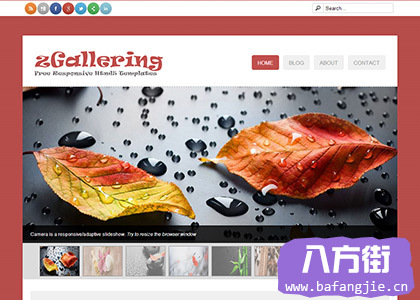 Search...
zGallering
Free Responsive Html5 Templates
HOME
BLOG
ABOUT
CONTACT
Camera is a responsive/adaptive slideshow. Try to resize the browser window
八方街
www.bafangjie.cn